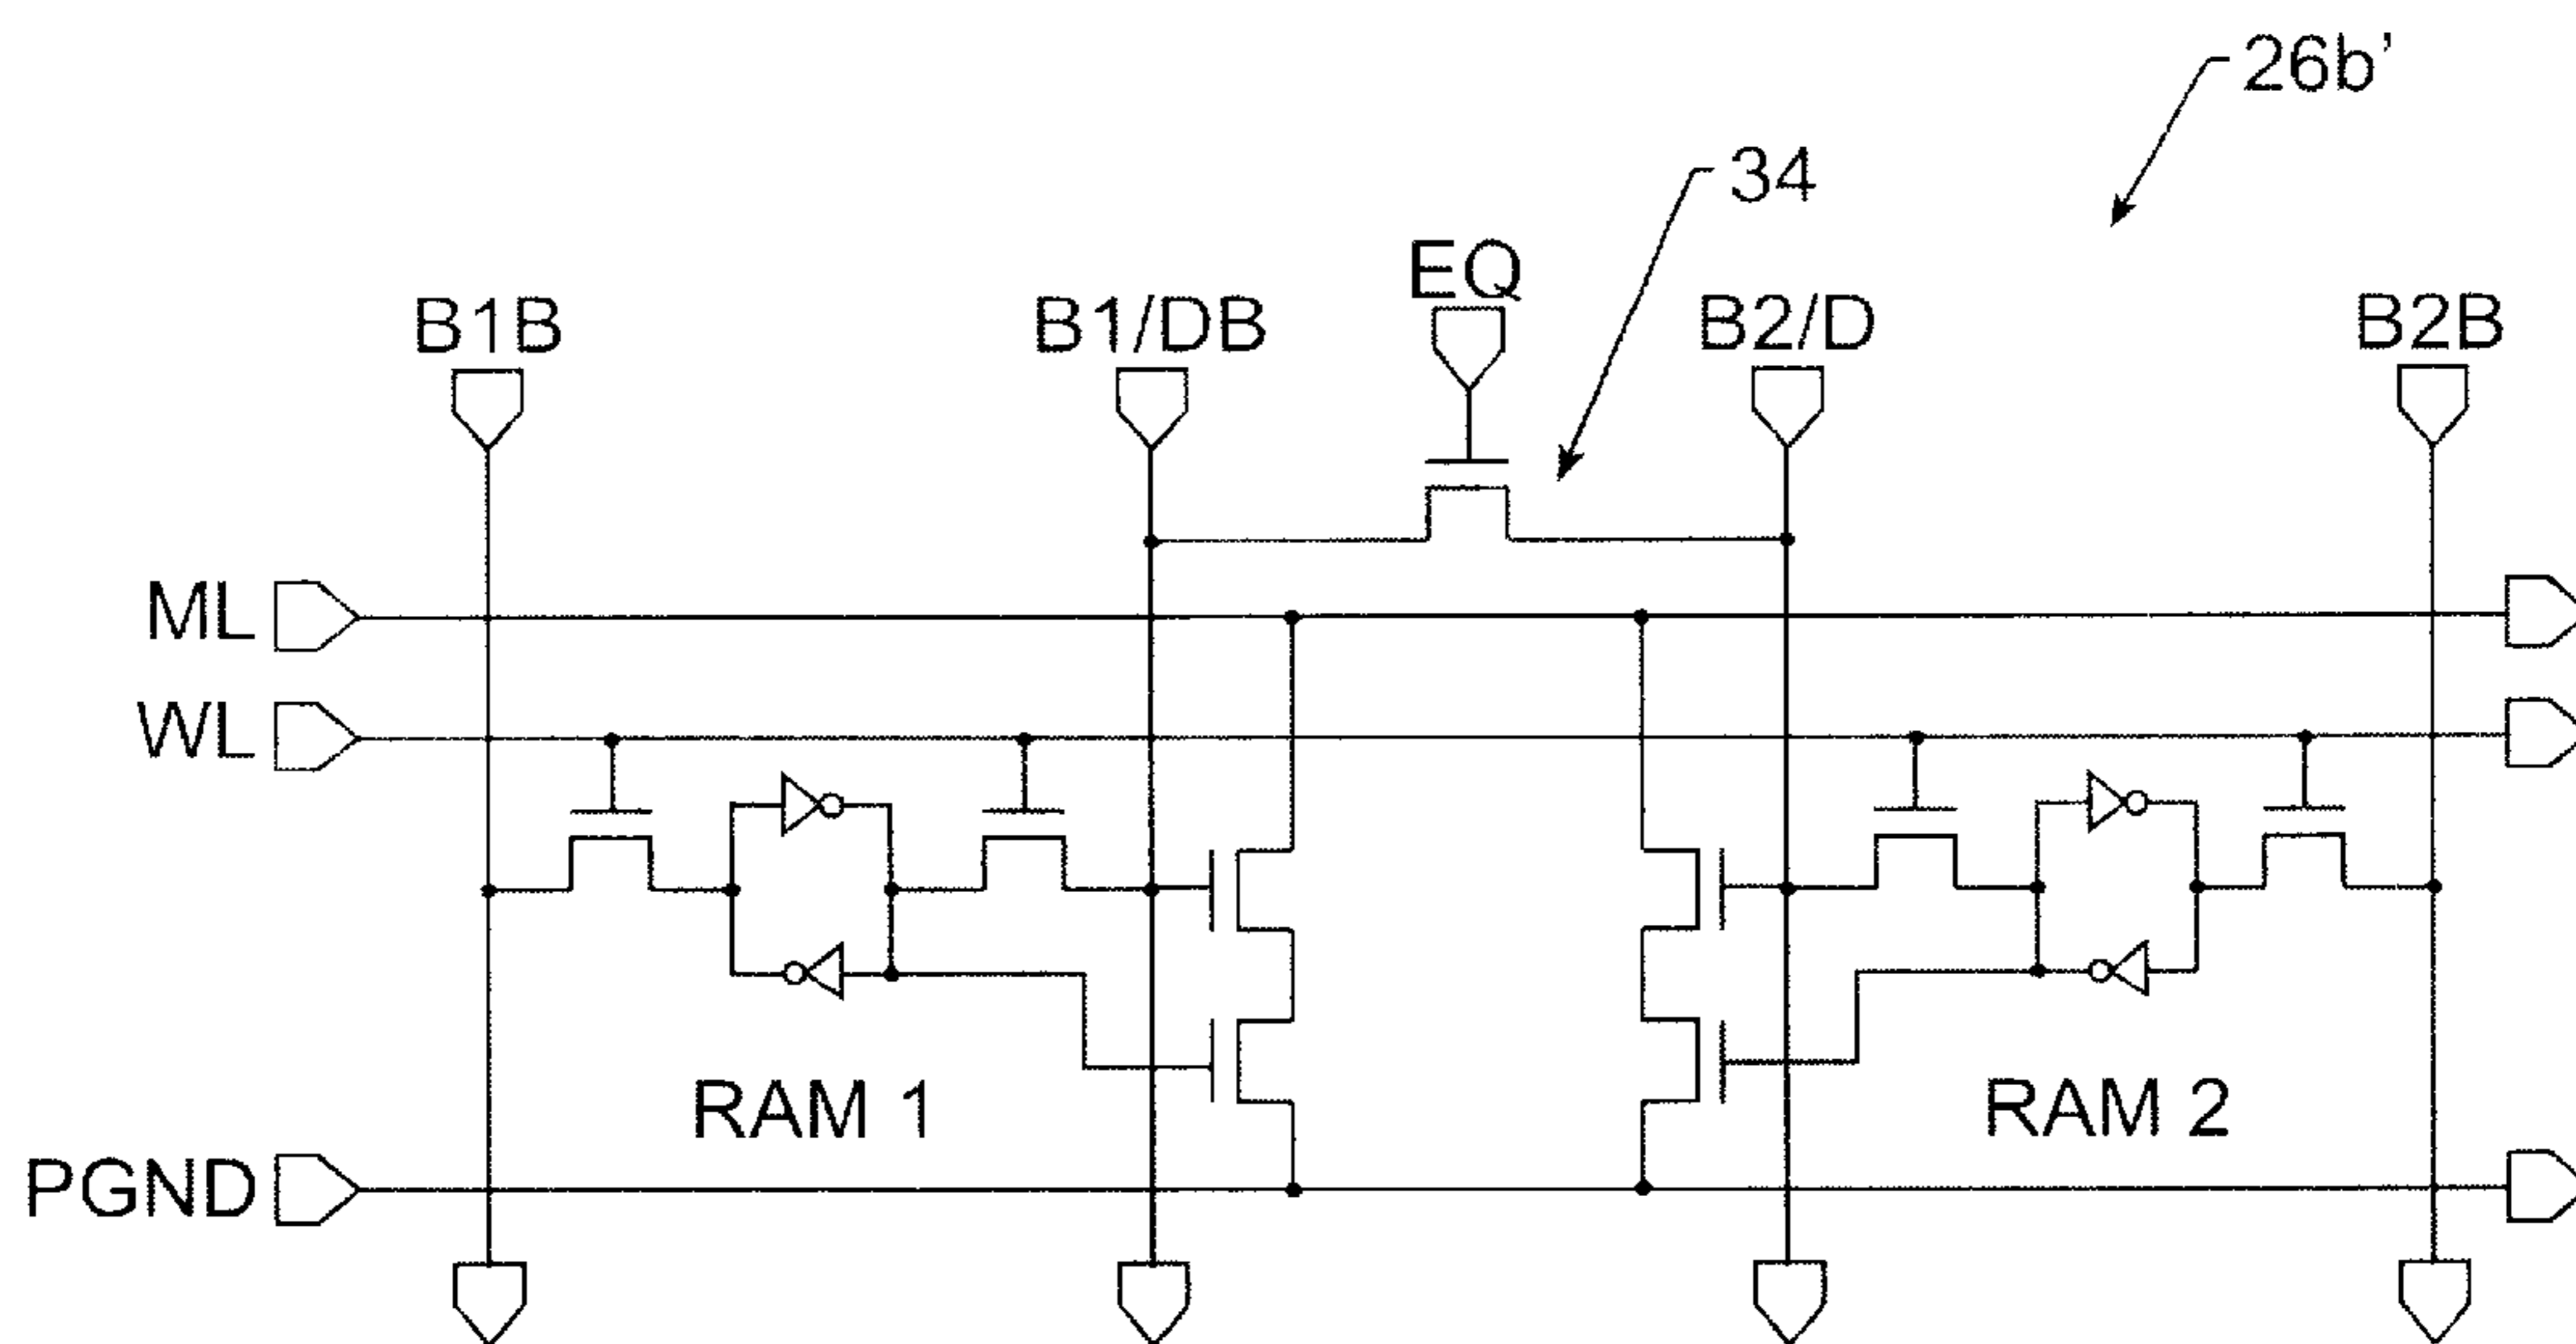 26b’
34
EQ
B1B
B1/DB
B2/D
B2B
ML
WL
RAM 1
RAM 2
PGND